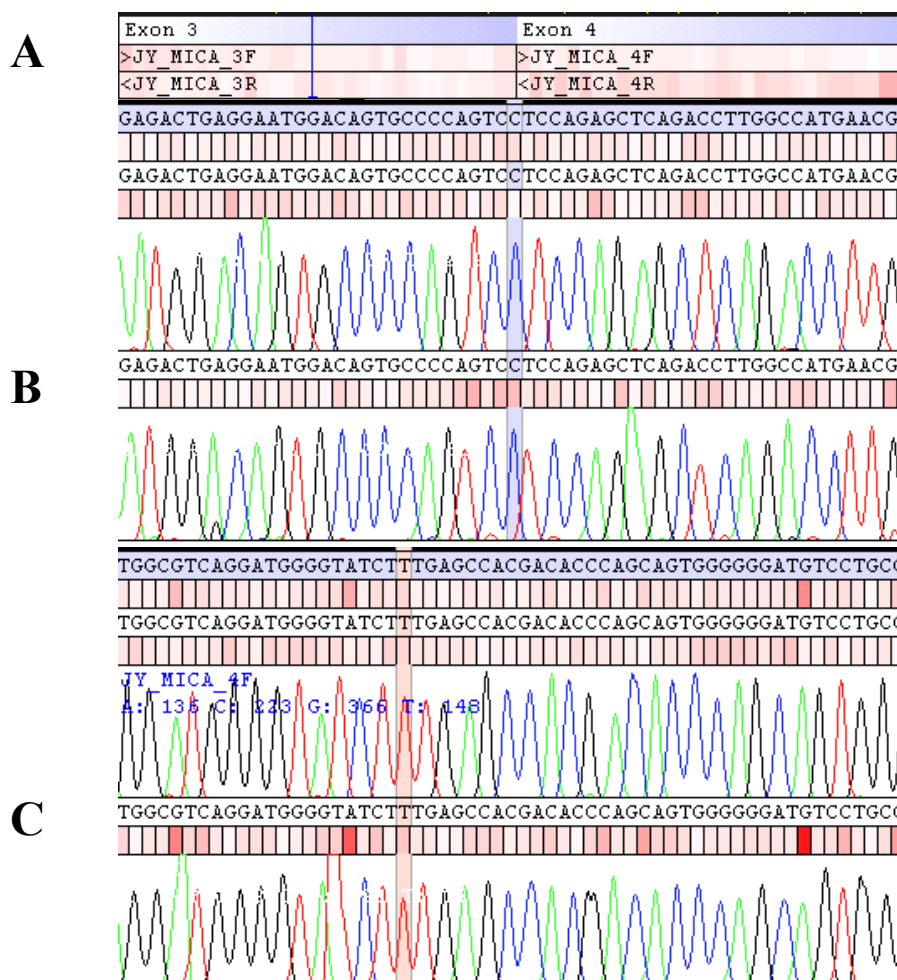 A
Exon 3 Exon 4
>JY_MICA_3F >JY_MICA_4F
<JY_MICA_3R <JY_MICA_4R
GAGACTGAGGAATGGACAGTGCCCCAGTCCTCCAGAGCTCAGACCTTGGCCATGAACG
GAGACTGAGGAATGGACAGTGCCCCAGTCCTCCAGAGCTCAGACCTTGGCCATGAACG
B
GAGACTGAGGAATGGACAGTGCCCCAGTCCTCCAGAGCTCAGACCTTGGCCATGAACG
TGGCGTCAGGATGGGGTATCTTTGAGCCACGACACCCAGCAGTGGGGGGATGTCCTGCC
TGGCGTCAGGATGGGGTATCTTTGAGCCACGACACCCAGCAGTGGGGGGATGTCCTGCC
JY_MICA_4F
A: 136 C: 223 G: 366 T: 148
C
TGGCGTCAGGATGGGGTATCTTTGAGCCACGACACCCAGCAGTGGGGGGATGTCCTGCC